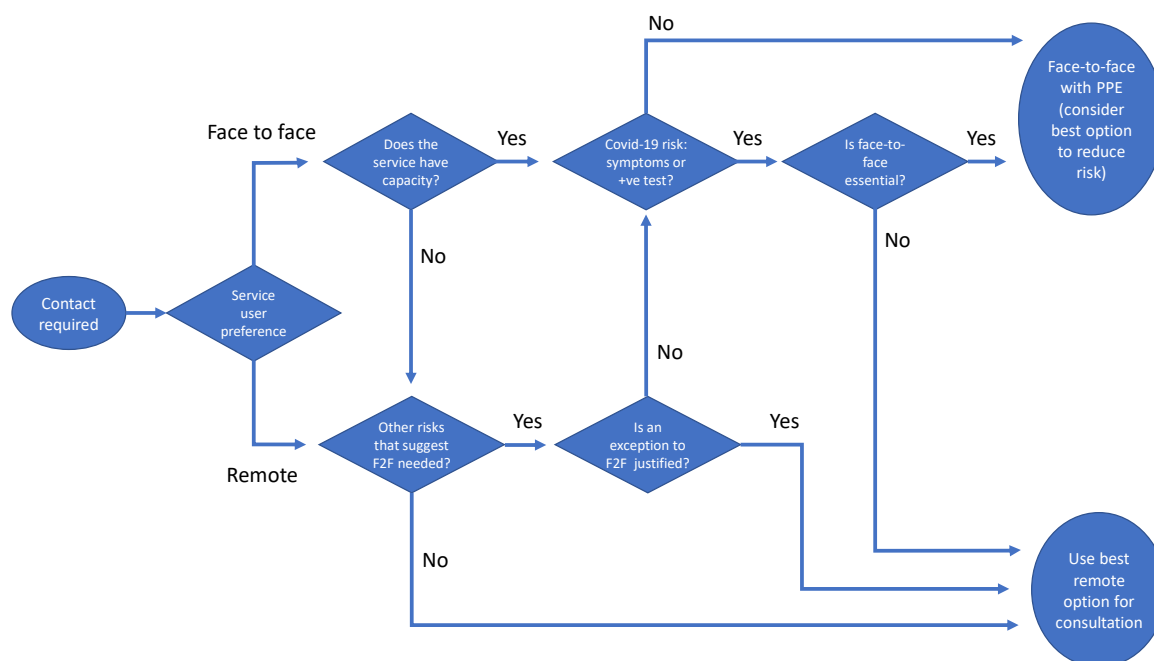 No
Face-to-face
with PPE
(consider
best option
to reduce
risk)
Face to face
Does the
service have
capacity?
Yes
Covid-19 risk:
symptoms or
+ve test?
Yes
Is face-to-
face
essential?
Yes
No
No
Contact
required
Service
user
preference
No
Remote
Other risks
that suggest
F2F needed?
Yes
Is an
exception to
F2F justified?
Yes
No
Use best
remote
option for
consultation